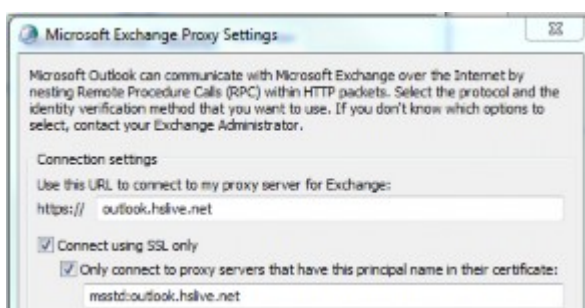 Microsoft Exchange Proxy Settings
Microsoft Outlook can communicate with Microsoft Exchange over the Internet by
nesting Remote Procedure Calls (RPC) within HTTP packets. Select the protocol and the
identity verification method that you want to use. If you don't know which options to
select, contact your Exchange Administrator.
Connection settings
Use this URL to connect to my proxy server for Exchange:
https:// outlook.hslive.net
Connect using SSL only
Only connect to proxy servers that have this principal name in their certificate:
msstd:outlook.hslive.net